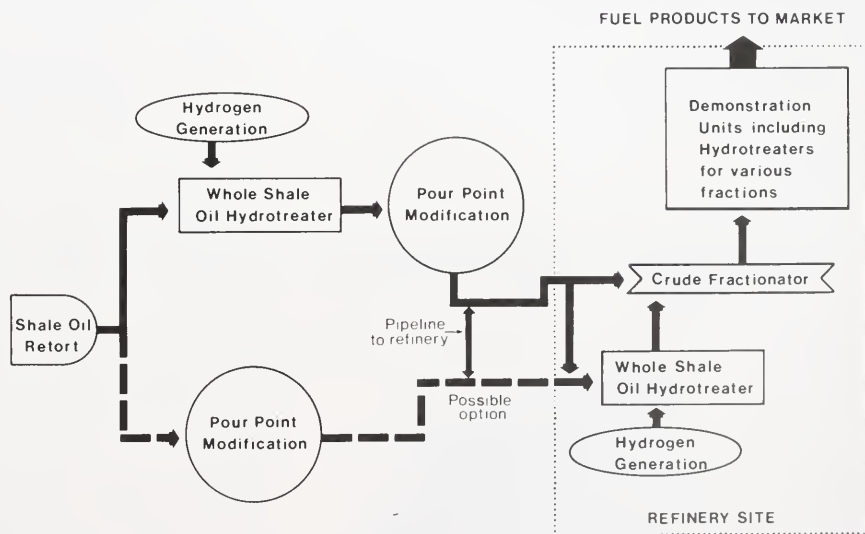 FUEL PRODUCTS TO MARKET
Hydrogen
Generation
Whole Shale
Oil Hydrotreater
Pour Point
Modification
Demonstration
Units including
Hydrotreaters
for various
fractions
Crude Fractionator
Shale Oil
Retort
Pipeline
to refinery
Possible
option
Whole Shale
Oil Hydrotreater
Pour Point
Modification
Hydrogen
Generation
REFINERY SITE